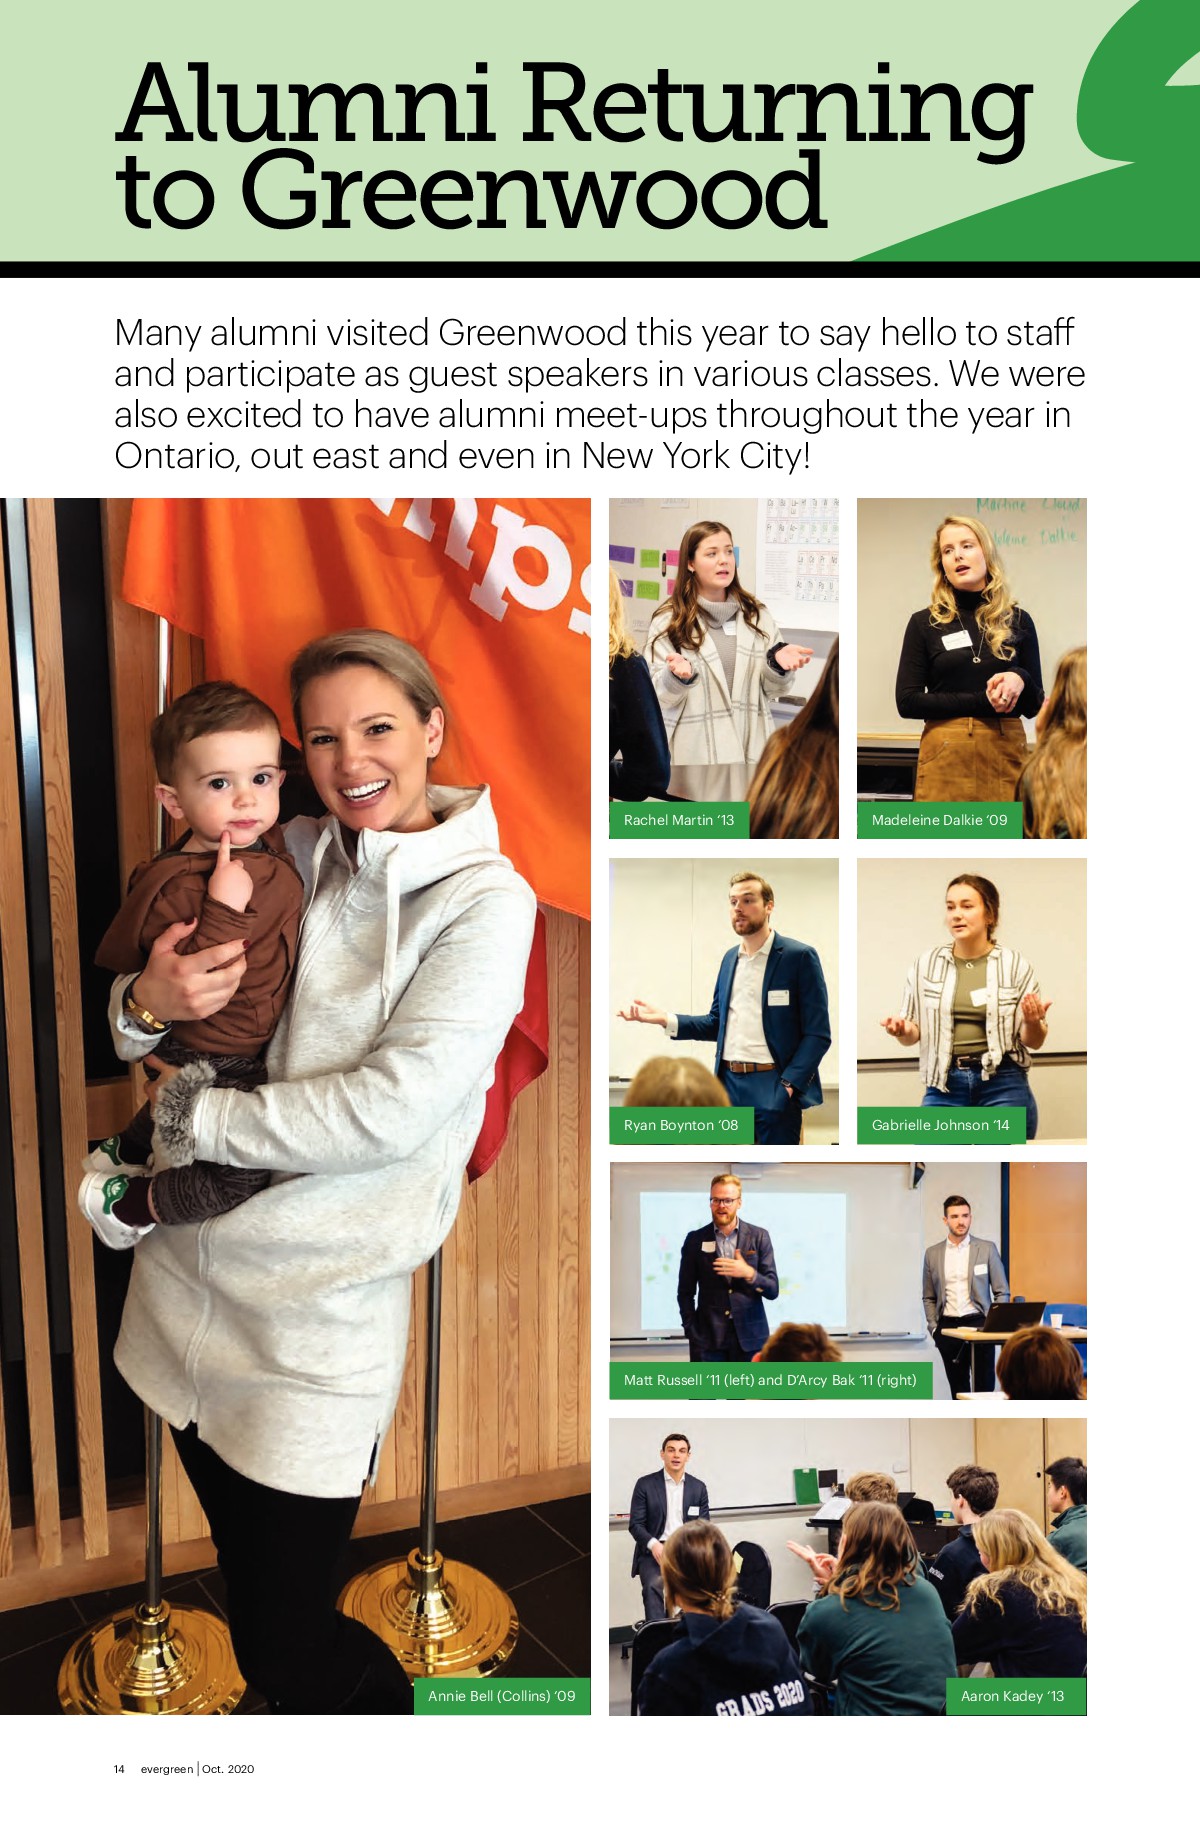 Alumni Returning
to Greenwood
Many alumni visited Greenwood this year to say hello to staff
and participate as guest speakers in various classes. We were
also excited to have alumni meet-ups throughout the year in
Ontario, out east and even in New York City!
Rachel Martin ‘13
Madeleine Dalkie ‘09
Ryan Boynton ‘08
Gabrielle Johnson ‘14
Matt Russell ‘11 (left) and D’Arcy Bak ‘11 (right)
GRADS 2020
Annie Bell (Collins) ‘09
Aaron Kadey ‘13
14 evergreen | Oct. 2020